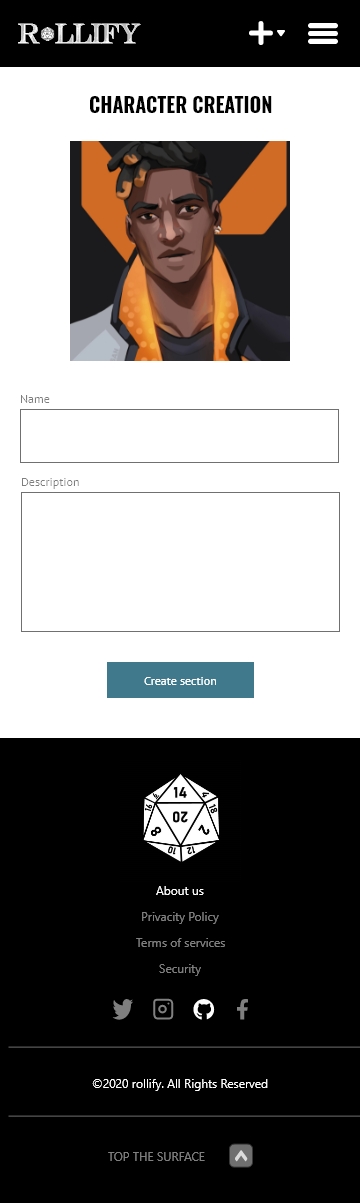 ROLLIFY
CHARACTER CREATION
Name
Description
Create section
14
4
16
18
20
8
2
10
12
About us
Privacity Policy
Terms of services
Security
©2020 rollify. All Rights Reserved
TOP THE SURFACE